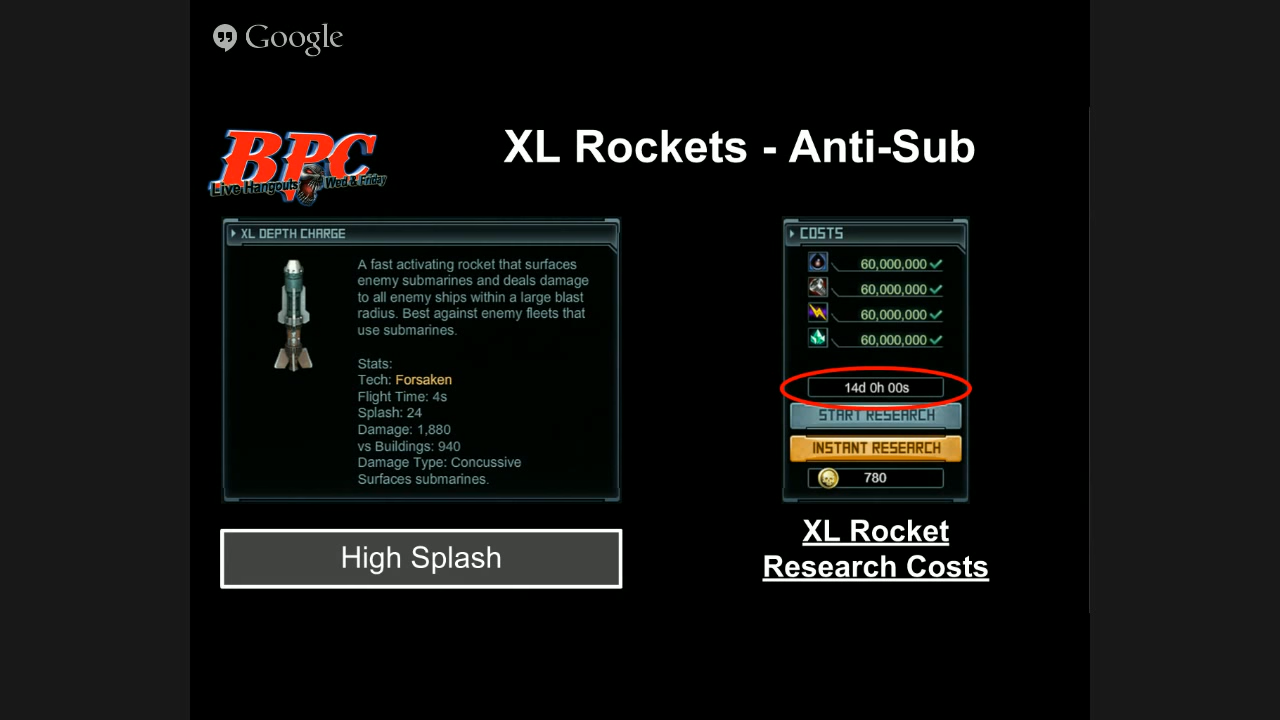 Google
BPC
Live Hangouts Wed & Friday
XL Rockets - Anti-Sub
XL DEPTH CHARGE
A fast activating rocket that surfaces
enemy submarines and deals damage
to all enemy ships within a large blast
radius. Best against enemy fleets that
use submarines.
Stats:
Tech: Forsaken
Flight Time: 4s
Splash: 24
Damage: 1,880
vs Buildings: 940
Damage Type: Concussive
Surfaces submarines.
High Splash
COSTS
60,000,000
60,000,000
60,000,000
60,000,000
14d 0h 00s
START RESEARCH
INSTANT RESEARCH
780
XL Rocket
Research Costs